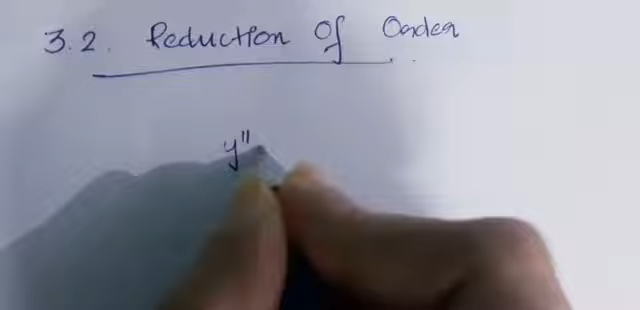 3.2. Reduction Of Order
y"